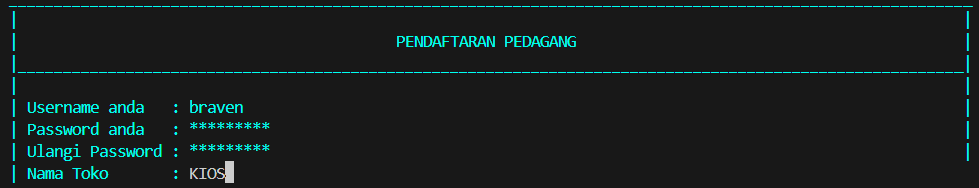 PENDAFTARAN PEDAGANG
Username anda : braven
Password anda : *********
Ulangi Password : *********
Nama Toko : KIOS